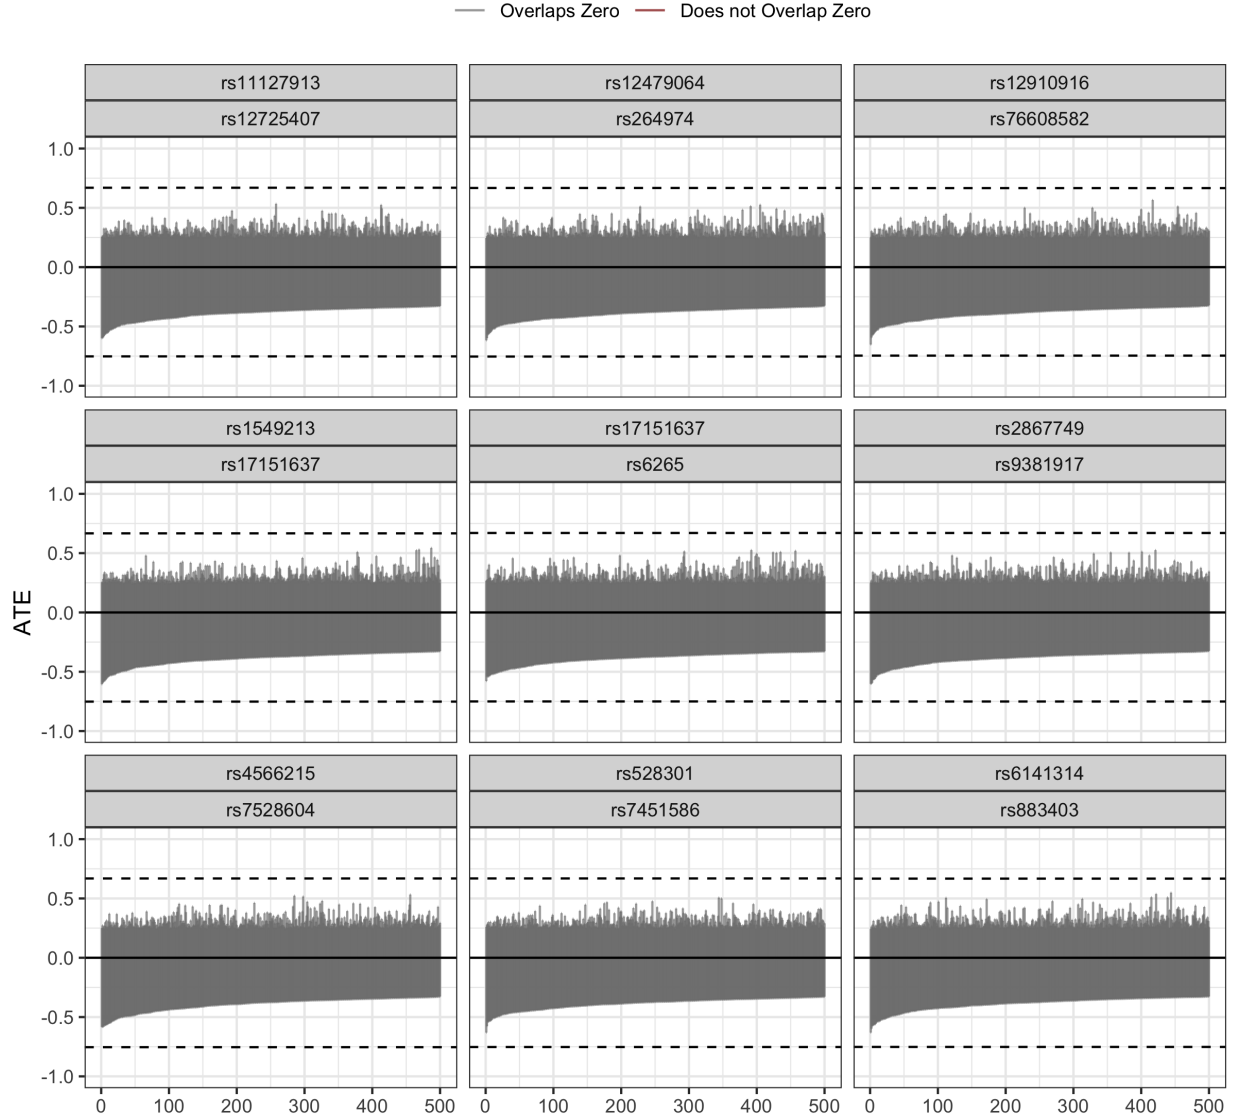 Overlaps Zero Does not Overlap Zero
rs11127913 rs12479064 rs12910916
rs12725407 rs264974 rs76608582
1.0
0.5
0.0
-0.5
-1.0
rs1549213 rs17151637 rs2867749
rs17151637 rs6265 rs9381917
1.0
0.5
ATE
0.0
-0.5
-1.0
rs4566215 rs528301 rs6141314
rs7528604 rs7451586 rs883403
1.0
0.5
0.0
-0.5
-1.0
0 100 200 300 400 500 0 100 200 300 400 500 0 100 200 300 400 500